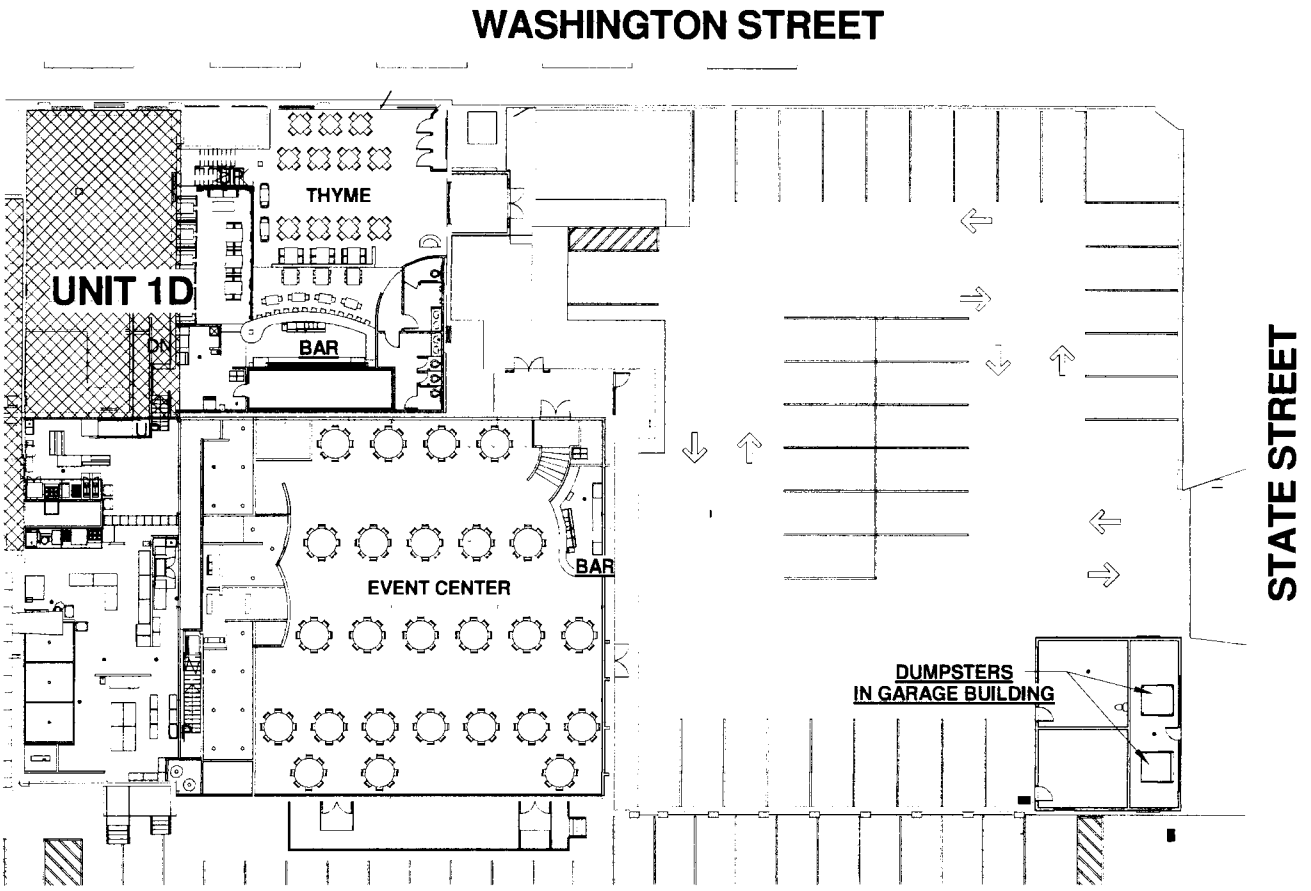 WASHINGTON STREET
THYME
UNIT 1D
BAR
DN
STATE STREET
BAR
EVENT CENTER
DUMPSTERS
IN GARAGE BUILDING